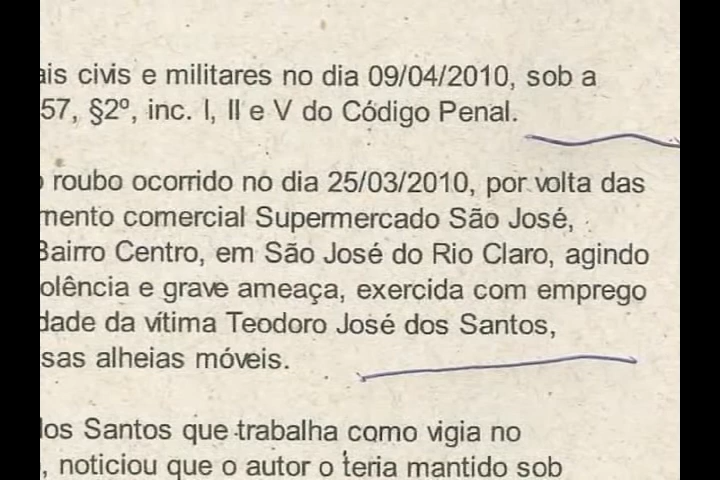 ais civis e militares no dia 09/04/2010, sob a
57, §2º, inc. I, II e V do Código Penal.
o roubo ocorrido no dia 25/03/2010, por volta das
mento comercial Supermercado São José,
Bairro Centro, em São José do Rio Claro, agindo
olência e grave ameaça, exercida com emprego
dade da vítima Teodoro José dos Santos,
sas alheias móveis.
dos Santos que trabalha como vigia no
, noticiou que o autor o teria mantido sob